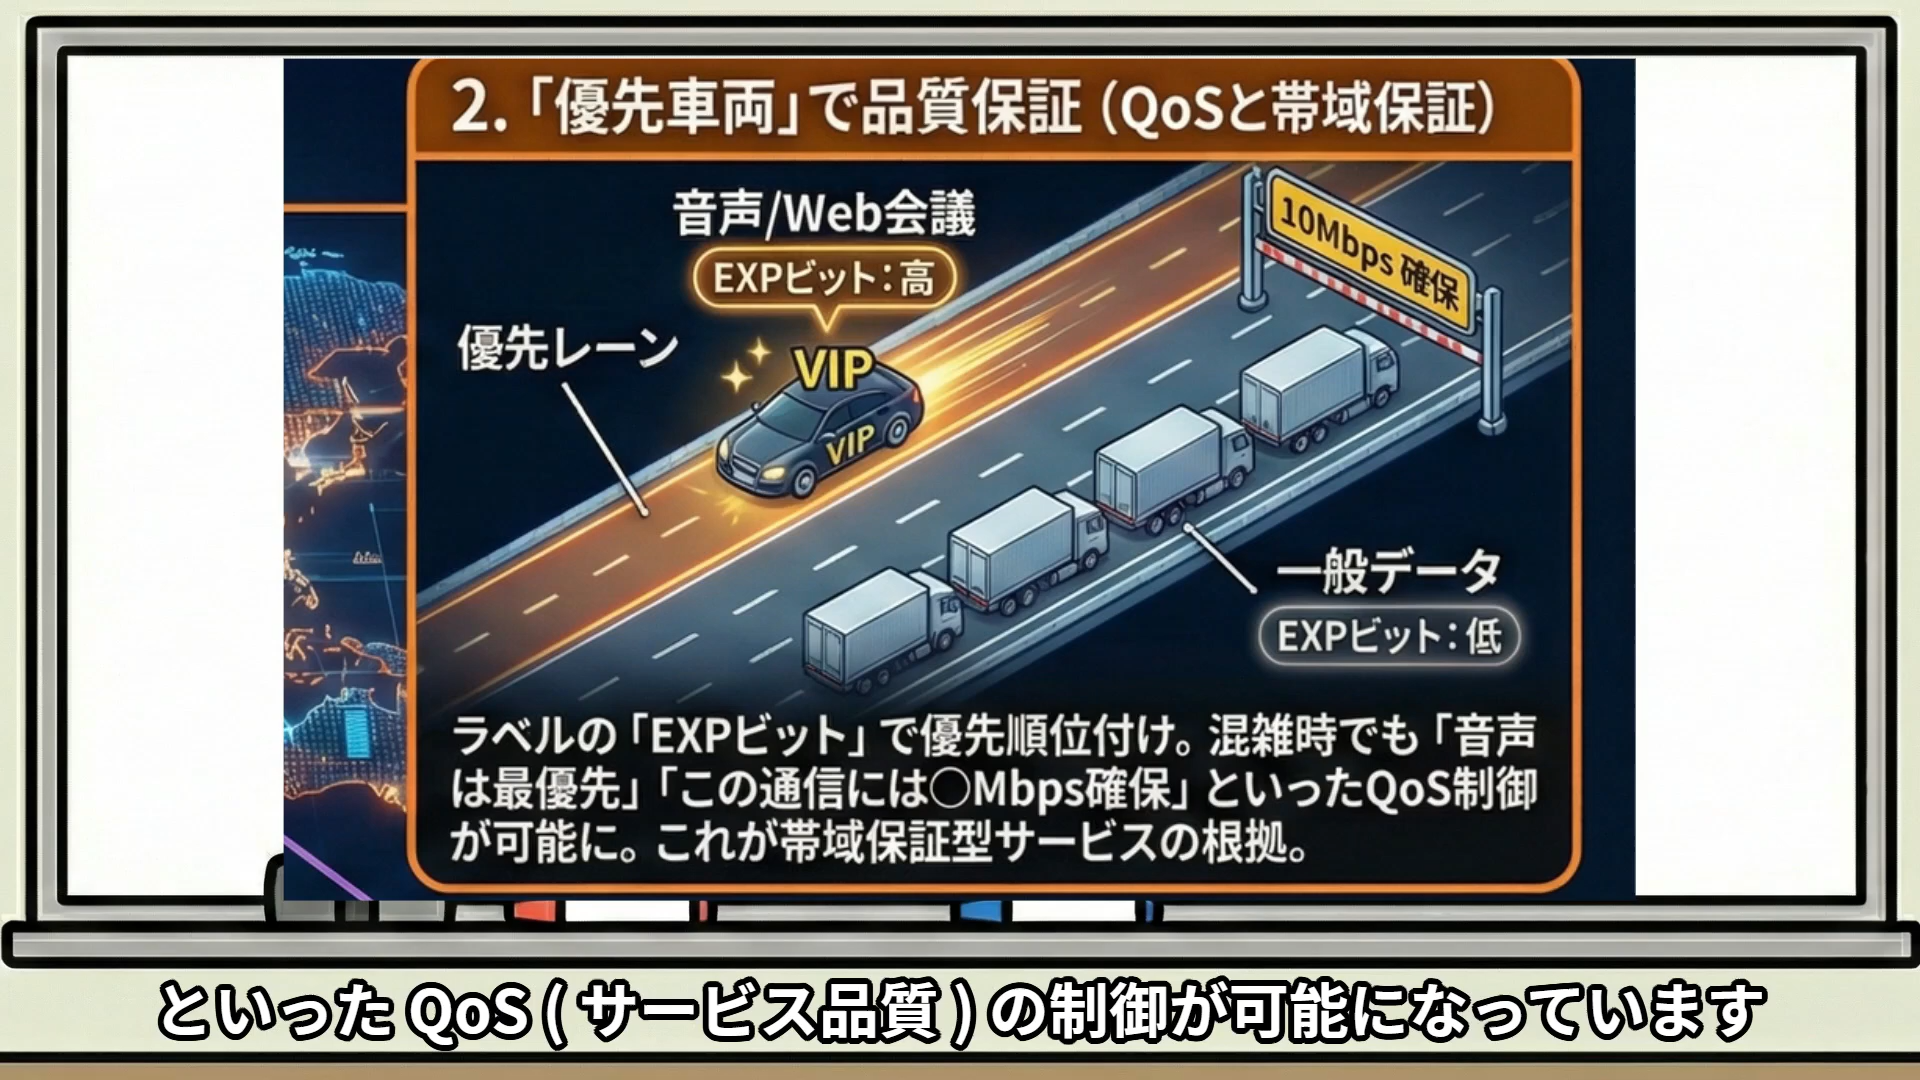 2.「優先車両」で品質保証（QoSと帯域保証）
音声/Web会議
EXPビット：高
優先レーン
VIP
VIP
10Mbps 確保
一般データ
EXPビット：低
ラベルの「EXPビット」で優先順位付け。混雑時でも「音声
は最優先」「この通信には○Mbps確保」といったQoS制御
が可能に。これが帯域保証型サービスの根拠。
といった QoS ( サービス品質 ) の制御が可能になっています